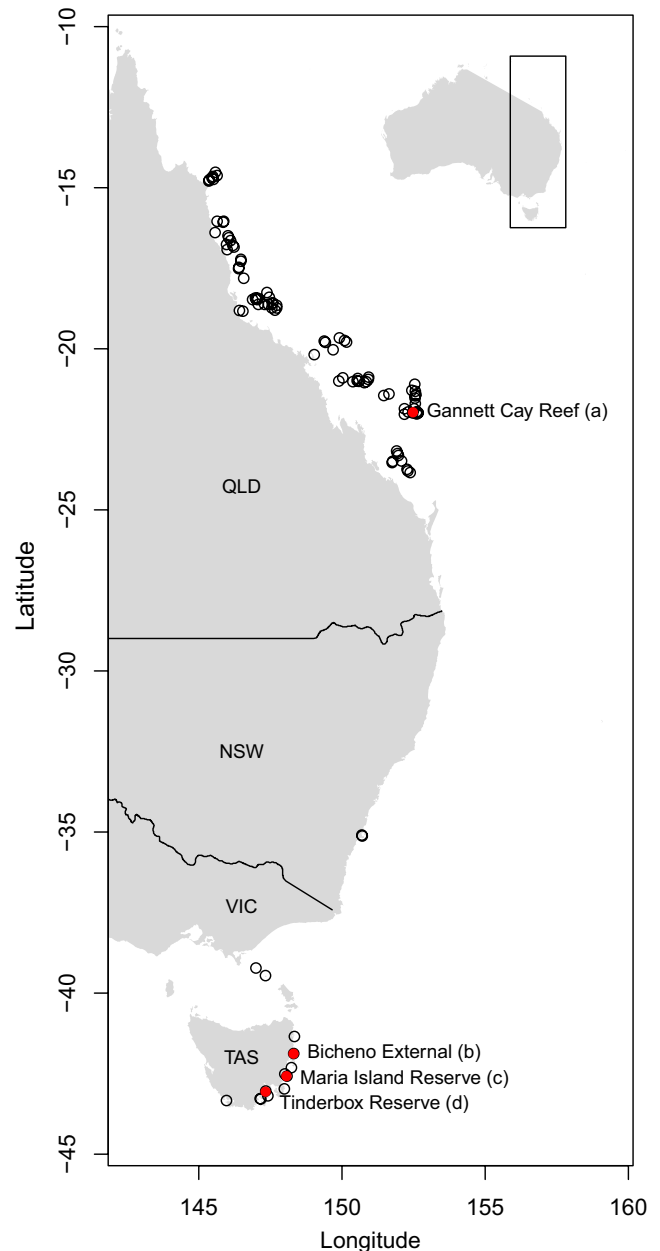 −10
−15
−20
Gannett Cay Reef (a)
QLD
−25
Latitude
−30
NSW
−35
VIC
−40
Bicheno External (b)
TAS
Maria Island Reserve (c)
Tinderbox Reserve (d)
−45
145 150 155 160
Longitude